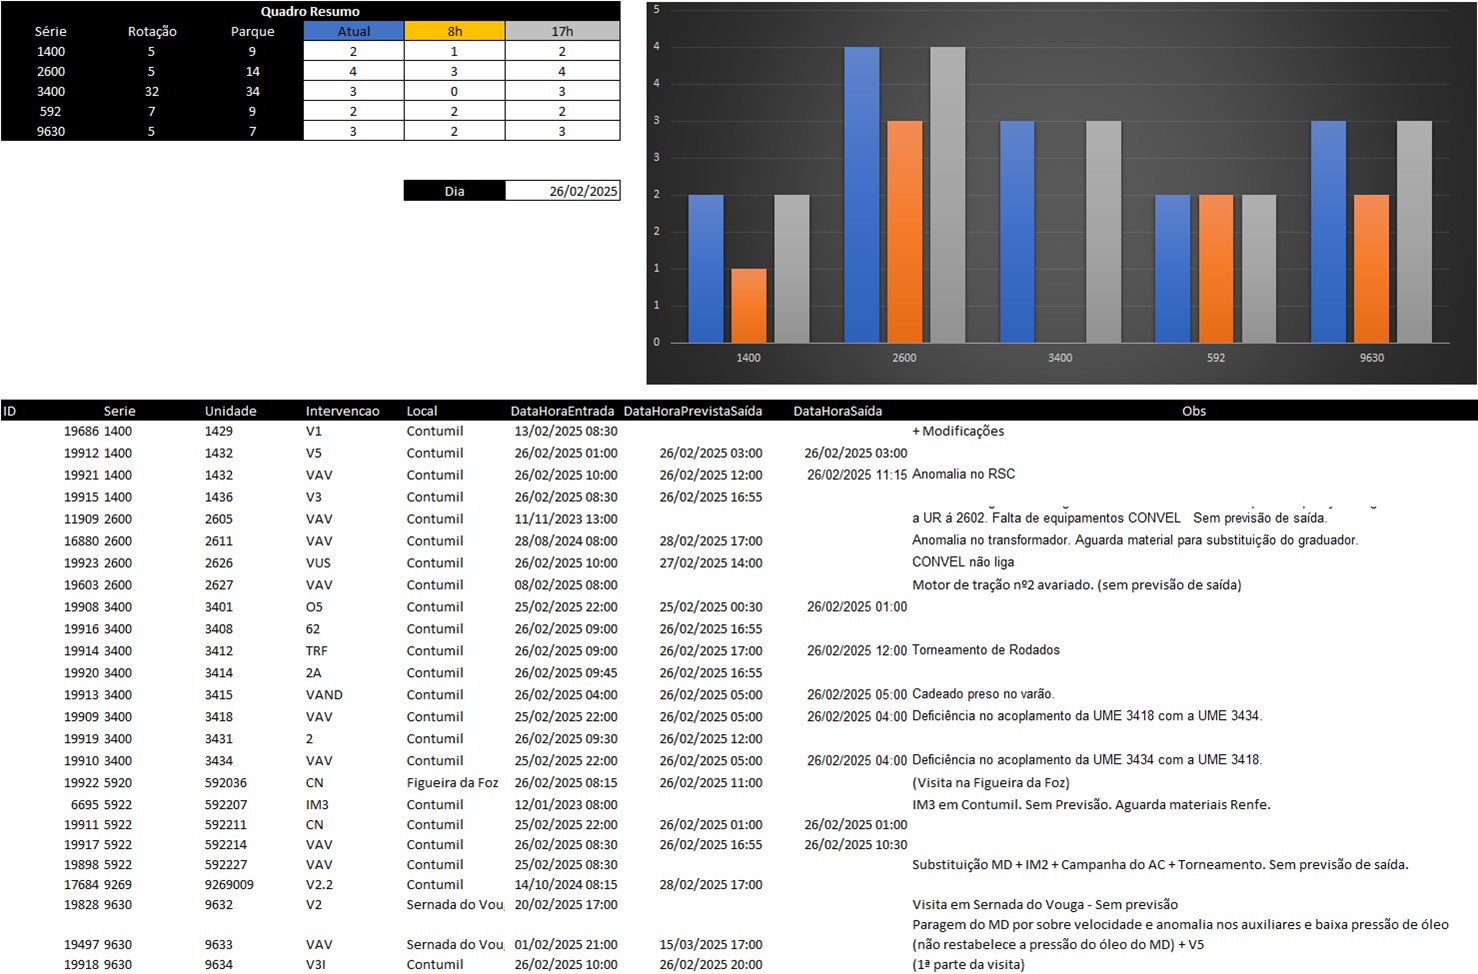 Quadro Resumo
Série Rotação Parque Atual 8h 17h
1400 5 9 2 1 2
2600 5 14 4 3 4
3400 32 34 3 0 3
592 7 9 2 2 2
9630 5 7 3 2 3
Dia 26/02/2025
5
4
4
3
3
2
2
1
1
0
1400 2600 3400 592 9630
ID Serie Unidade Intervencao Local DataHoraEntrada DataHoraPrevistaSaída DataHoraSaída Obs
19686 1400 1429 V1 Contumil 13/02/2025 08:30 + Modificações
19912 1400 1432 V5 Contumil 26/02/2025 01:00 26/02/2025 03:00 26/02/2025 03:00
19921 1400 1432 VAV Contumil 26/02/2025 10:00 26/02/2025 12:00 26/02/2025 11:15 Anomalia no RSC
19915 1400 1436 V3 Contumil 26/02/2025 08:30 26/02/2025 16:55
11909 2600 2605 VAV Contumil 11/11/2023 13:00 a UR á 2602. Falta de equipamentos CONVEL Sem previsão de saída.
16880 2600 2611 VAV Contumil 28/08/2024 08:00 28/02/2025 17:00 Anomalia no transformador. Aguarda material para substituição do graduador.
19923 2600 2626 VUS Contumil 26/02/2025 10:00 27/02/2025 14:00 CONVEL não liga
19603 2600 2627 VAV Contumil 08/02/2025 08:00 Motor de tração nº2 avariado. (sem previsão de saída)
19908 3400 3401 O5 Contumil 25/02/2025 22:00 25/02/2025 00:30 26/02/2025 01:00
19916 3400 3408 62 Contumil 26/02/2025 09:00 26/02/2025 16:55
19914 3400 3412 TRF Contumil 26/02/2025 09:00 26/02/2025 17:00 26/02/2025 12:00 Torneamento de Rodados
19920 3400 3414 2A Contumil 26/02/2025 09:45 26/02/2025 16:55
19913 3400 3415 VAND Contumil 26/02/2025 04:00 26/02/2025 05:00 26/02/2025 05:00 Cadeado preso no varão.
19909 3400 3418 VAV Contumil 25/02/2025 22:00 26/02/2025 05:00 26/02/2025 04:00 Deficiência no acoplamento da UME 3418 com a UME 3434.
19919 3400 3431 2 Contumil 26/02/2025 09:30 26/02/2025 12:00
19910 3400 3434 VAV Contumil 25/02/2025 22:00 26/02/2025 05:00 26/02/2025 04:00 Deficiência no acoplamento da UME 3434 com a UME 3418.
19922 5920 592036 CN Figueira da Foz 26/02/2025 08:15 26/02/2025 11:00 (Visita na Figueira da Foz)
6695 5922 592207 IM3 Contumil 12/01/2023 08:00 IM3 em Contumil. Sem Previsão. Aguarda materiais Renfe.
19911 5922 592211 CN Contumil 25/02/2025 22:00 26/02/2025 01:00 26/02/2025 01:00
19917 5922 592214 VAV Contumil 26/02/2025 08:30 26/02/2025 16:55 26/02/2025 10:30
19898 5922 592227 VAV Contumil 25/02/2025 08:30 Substituição MD + IM2 + Campanha do AC + Torneamento. Sem previsão de saída.
17684 9269 9269009 V2.2 Contumil 14/10/2024 08:15 28/02/2025 17:00
19828 9630 9632 V2 Sernada do Vou 20/02/2025 17:00 Visita em Sernada do Vouga - Sem previsão
Paragem do MD por sobre velocidade e anomalia nos auxiliares e baixa pressão de óleo
19497 9630 9633 VAV Sernada do Vou 01/02/2025 21:00 15/03/2025 17:00 (não restabelece a pressão do óleo do MD) + V5
19918 9630 9634 V3I Contumil 26/02/2025 10:00 26/02/2025 20:00 (1ª parte da visita)